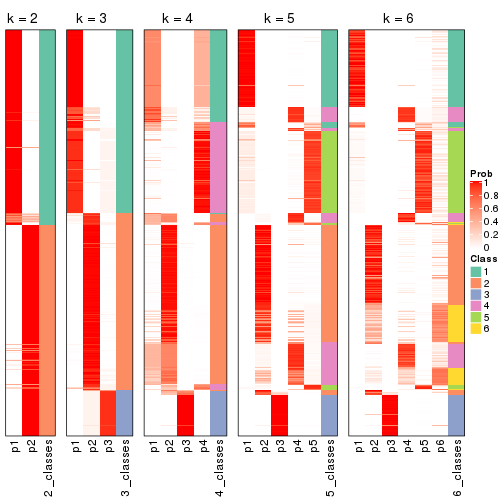 k = 2
k = 3
k = 4
k = 5
k = 6
Prob
1
0.8
0.6
0.4
0.2
0
Class
1
2
3
4
5
6
p1
p2
2_classes
p1
p2
p3
3_classes
p1
p2
p3
p4
4_classes
p1
p2
p3
p4
p5
5_classes
p1
p2
p3
p4
p5
p6
6_classes